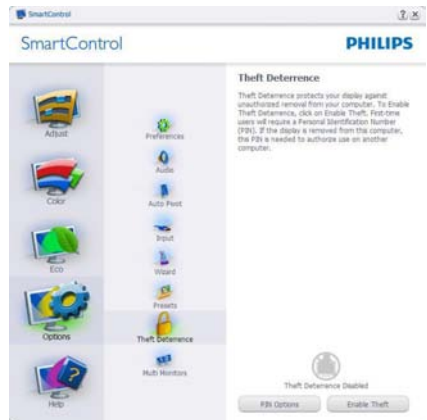 SmartControl
SmartControl
PHILIPS
Adjust
Color
Eco
Options
Help
Preferences
Audio
Auto Pivot
Input
Wizard
Presets
Theft Deterrence
Multi Monitors
Theft Deterrence
Theft Deterrence protects your display against
unauthorized removal from your computer. To Enable
Theft Deterrence, click on Enable Theft. First-time
users will require a Personal Identification Number
(PIN). If the display is removed from this computer,
this PIN is needed to authorize use on another
computer.
Theft Deterrence Disabled
PIN Options
Enable Theft